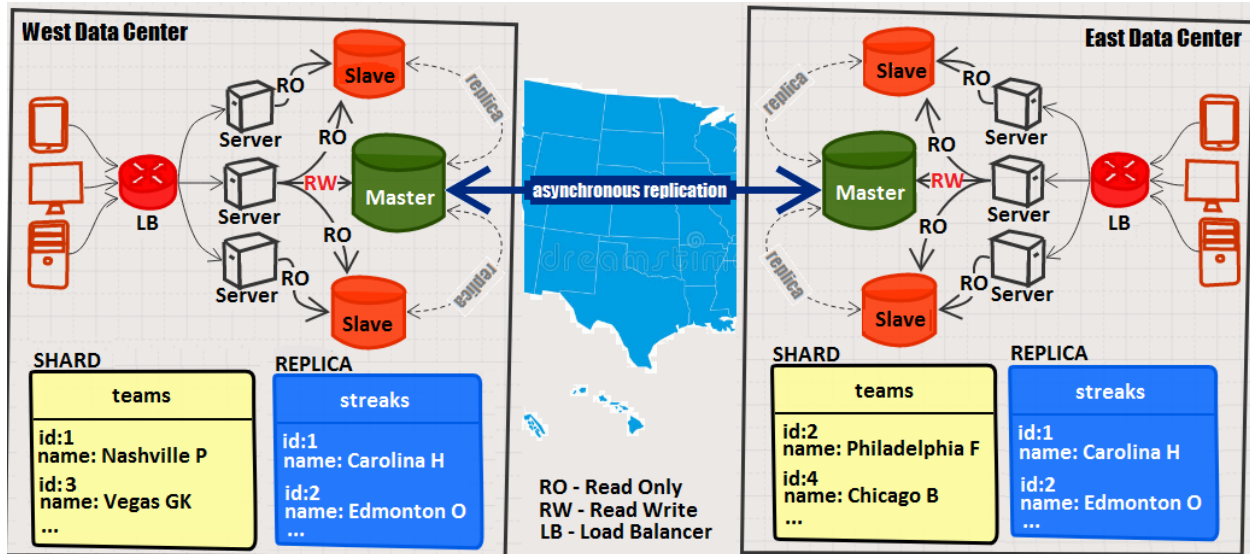 West Data Center
RO
Slave
replica
Server
RO
Server
RW
Master
LB
RO
Server
RO
Slave
replica
asynchronous replication
East Data Center
Slave
RO
replica
Server
RO
Master
RW
Server
LB
RO
replica
Server
RO
Slave
dreamstim
SHARD
teams
id:1
name: Nashville P
id:3
name: Vegas GK
...
REPLICA
streaks
id:1
name: Carolina H
id:2
name: Edmonton O
...
RO - Read Only
RW - Read Write
LB - Load Balancer
SHARD
teams
id:2
name: Philadelphia F
id:4
name: Chicago B
...
REPLICA
streaks
id:1
name: Carolina H
id:2
name: Edmonton O
...